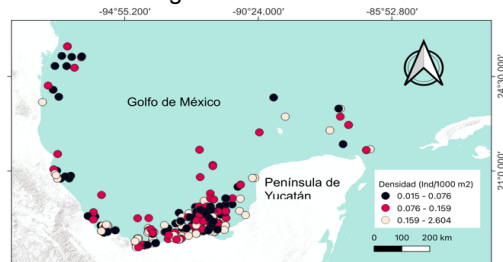 -94°55.200' -90°24.000' -85°52.800'
24°30.000'
Golfo de México
21°0.000'
Península de
Yucatán
Densidad (Ind/1000 m2)
0.015 - 0.076
0.076 - 0.159
0.159 - 2.604
0 100 200 km